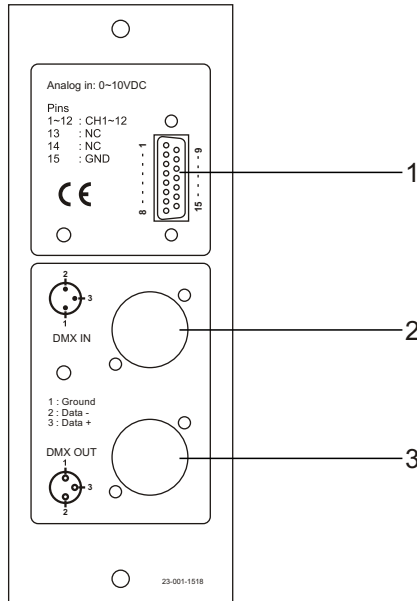 Analog in: 0~10VDC
Pins
1~12 : CH1~12
13 : NC
14 : NC
15 : GND
CE
1
8
9
15
1
2
3
1
DMX IN
2
1 : Ground
2 : Data -
3 : Data +
DMX OUT
1
3
2
3
23-001-1518